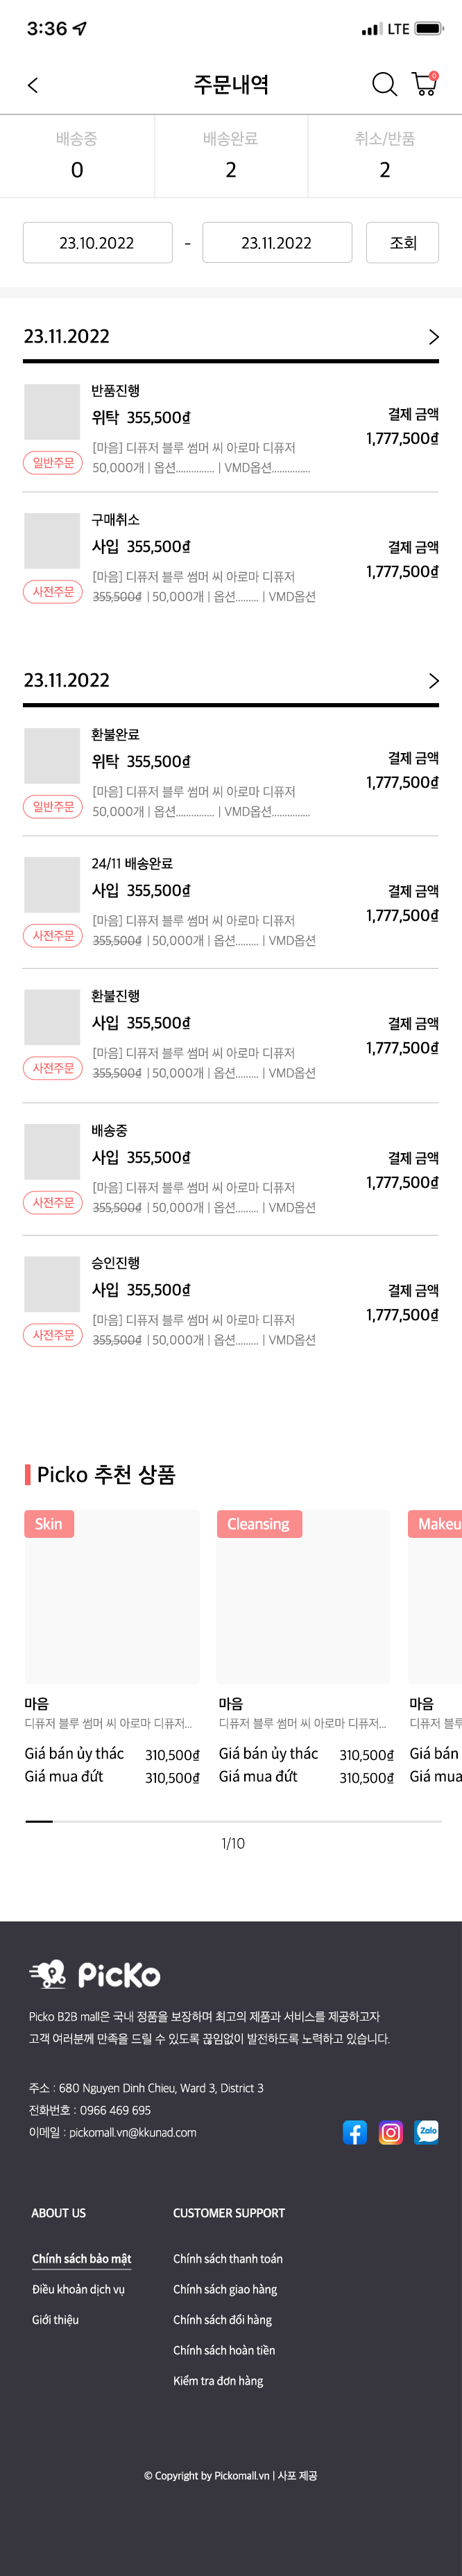 3:36 LTE
주문내역 0
배송중 배송완료 취소/반품
0 2 2
23.10.2022 - 23.11.2022 조회
23.11.2022
반품진행
위탁 355,500₫
결제 금액
1,777,500₫
[마음] 디퓨저 블루 썸머 씨 아로마 디퓨저
일반주문
50,000개 | 옵션.............. | VMD옵션..............
구매취소
사입 355,500₫
결제 금액
1,777,500₫
[마음] 디퓨저 블루 썸머 씨 아로마 디퓨저
사전주문
355,500₫ | 50,000개 | 옵션......... | VMD옵션
23.11.2022
환불완료
위탁 355,500₫
결제 금액
1,777,500₫
[마음] 디퓨저 블루 썸머 씨 아로마 디퓨저
일반주문
50,000개 | 옵션.............. | VMD옵션..............
24/11 배송완료
사입 355,500₫
결제 금액
1,777,500₫
[마음] 디퓨저 블루 썸머 씨 아로마 디퓨저
사전주문
355,500₫ | 50,000개 | 옵션......... | VMD옵션
환불진행
사입 355,500₫
결제 금액
1,777,500₫
[마음] 디퓨저 블루 썸머 씨 아로마 디퓨저
사전주문
355,500₫ | 50,000개 | 옵션......... | VMD옵션
배송중
사입 355,500₫
결제 금액
1,777,500₫
[마음] 디퓨저 블루 썸머 씨 아로마 디퓨저
사전주문
355,500₫ | 50,000개 | 옵션......... | VMD옵션
승인진행
사입 355,500₫
결제 금액
1,777,500₫
[마음] 디퓨저 블루 썸머 씨 아로마 디퓨저
사전주문
355,500₫ | 50,000개 | 옵션......... | VMD옵션
Picko 추천 상품
Skin Cleansing Makeu
마음 마음 마음
디퓨저 블루 썸머 씨 아로마 디퓨저... 디퓨저 블루 썸머 씨 아로마 디퓨저... 디퓨저 블루
Giá bán ủy thác 310,500₫ Giá bán ủy thác 310,500₫ Giá bán
Giá mua đứt 310,500₫ Giá mua đứt 310,500₫ Giá mua
1/10
PicKo
Picko B2B mall은 국내 정품을 보장하며 최고의 제품과 서비스를 제공하고자
고객 여러분께 만족을 드릴 수 있도록 끊임없이 발전하도록 노력하고 있습니다.
주소 : 680 Nguyen Dinh Chieu, Ward 3, District 3
전화번호 : 0966 469 695
이메일 : pickomall.vn@kkunad.com
Zalo
ABOUT US CUSTOMER SUPPORT
Chính sách bảo mật Chính sách thanh toán
Điều khoản dịch vụ Chính sách giao hàng
Giới thiệu Chính sách đổi hàng
Chính sách hoàn tiền
Kiểm tra đơn hàng
© Copyright by Pickomall.vn | 사포 제공